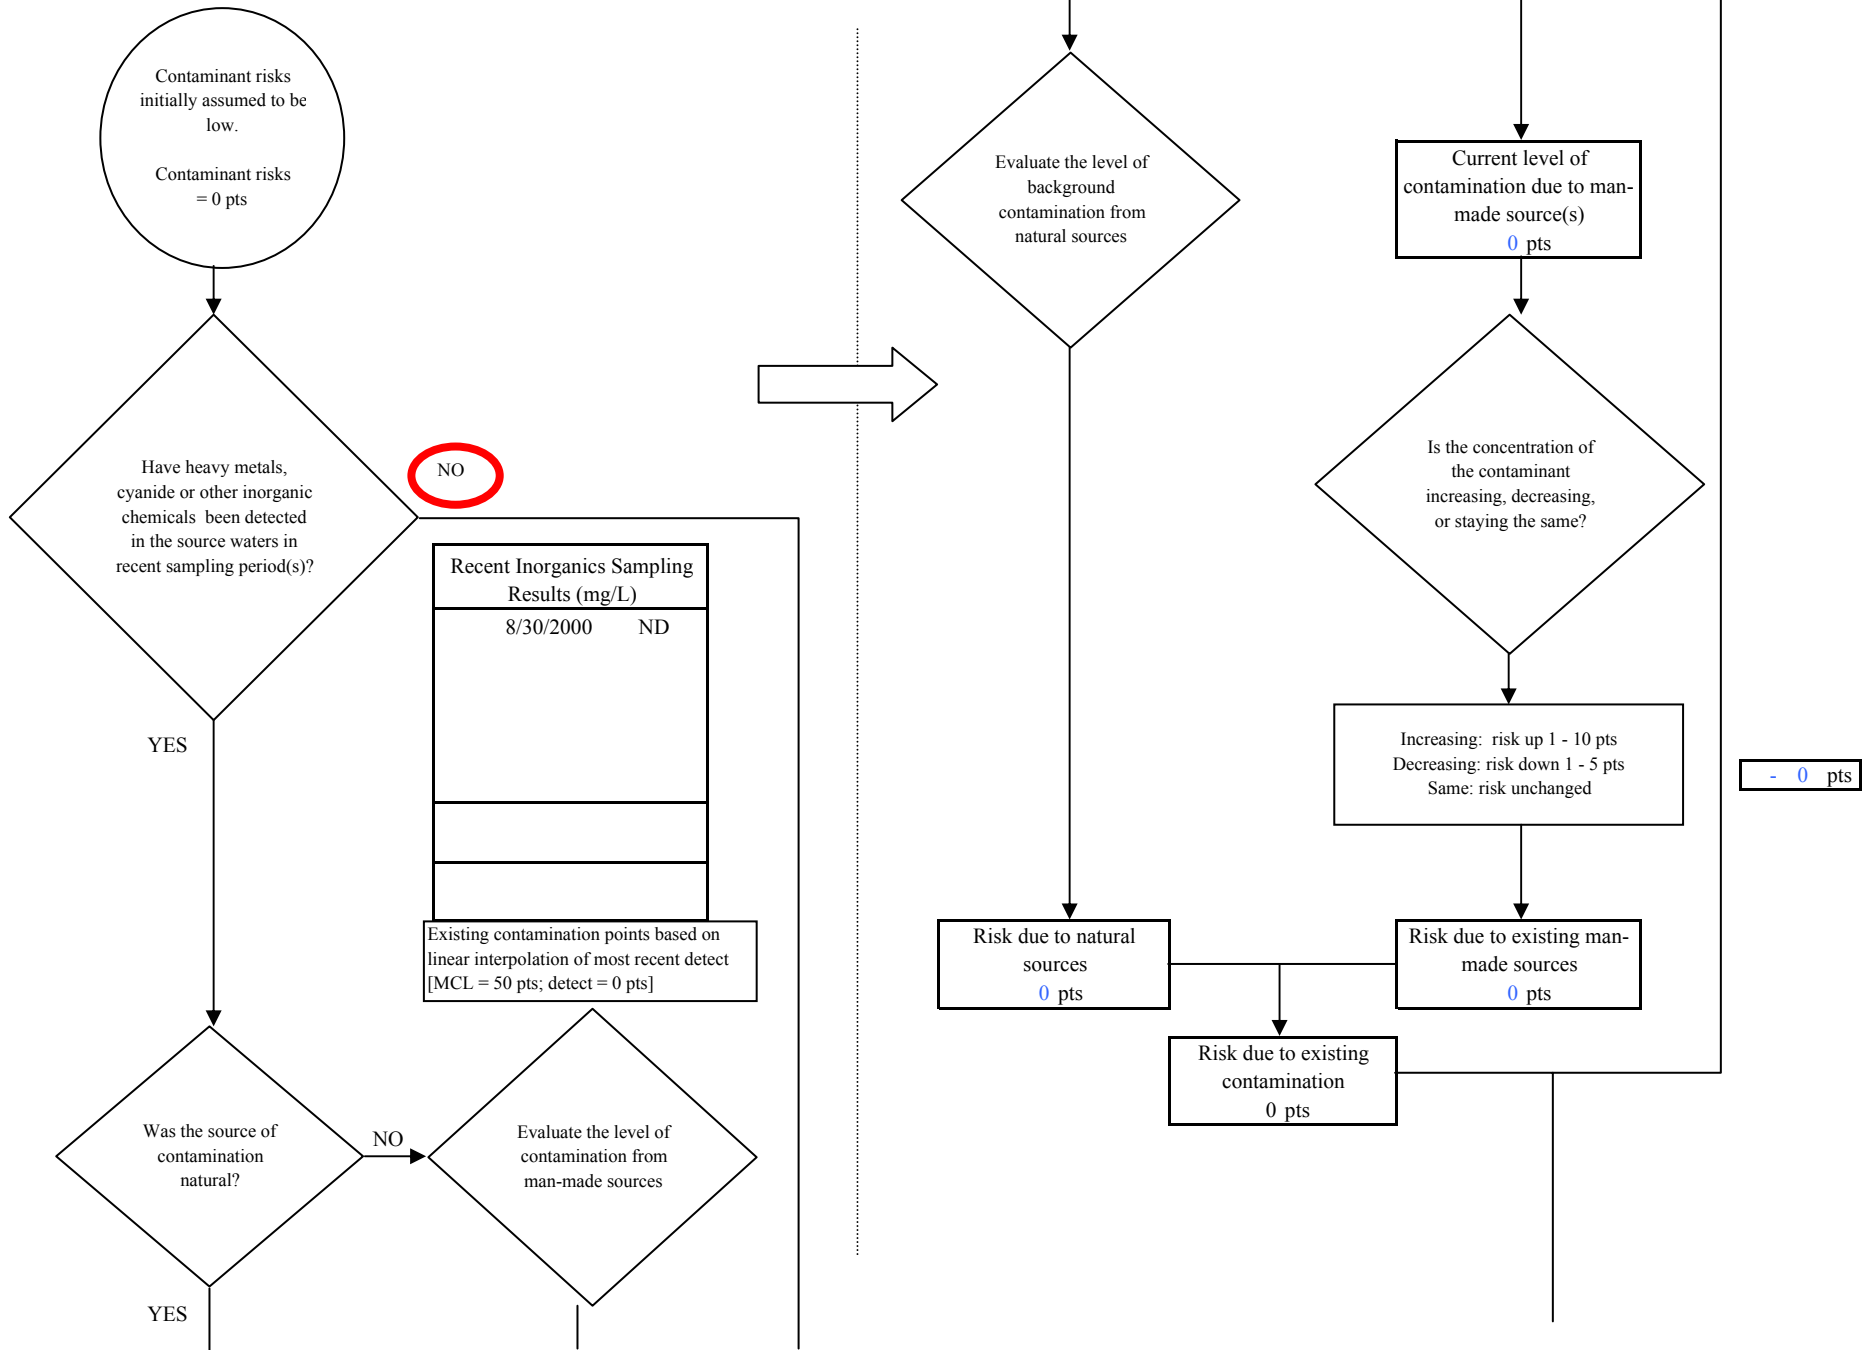 Contaminant risks
initially assumed to be
low.
Contaminant risks
= 0 pts
Have heavy metals,
cyanide or other inorganic
chemicals been detected
in the source waters in
recent sampling period(s)?
NO
YES
Recent Inorganics Sampling
Results (mg/L)
8/30/2000 ND
Existing contamination points based on
linear interpolation of most recent detect
[MCL = 50 pts; detect = 0 pts]
Was the source of
contamination
natural?
NO
YES
Evaluate the level of
contamination from
man-made sources
Evaluate the level of
background
contamination from
natural sources
Current level of
contamination due to man-
made source(s)
0 pts
Is the concentration of
the contaminant
increasing, decreasing,
or staying the same?
Increasing: risk up 1 - 10 pts
Decreasing: risk down 1 - 5 pts
Same: risk unchanged
- 0 pts
Risk due to natural
sources
0 pts
Risk due to existing man-
made sources
0 pts
Risk due to existing
contamination
0 pts